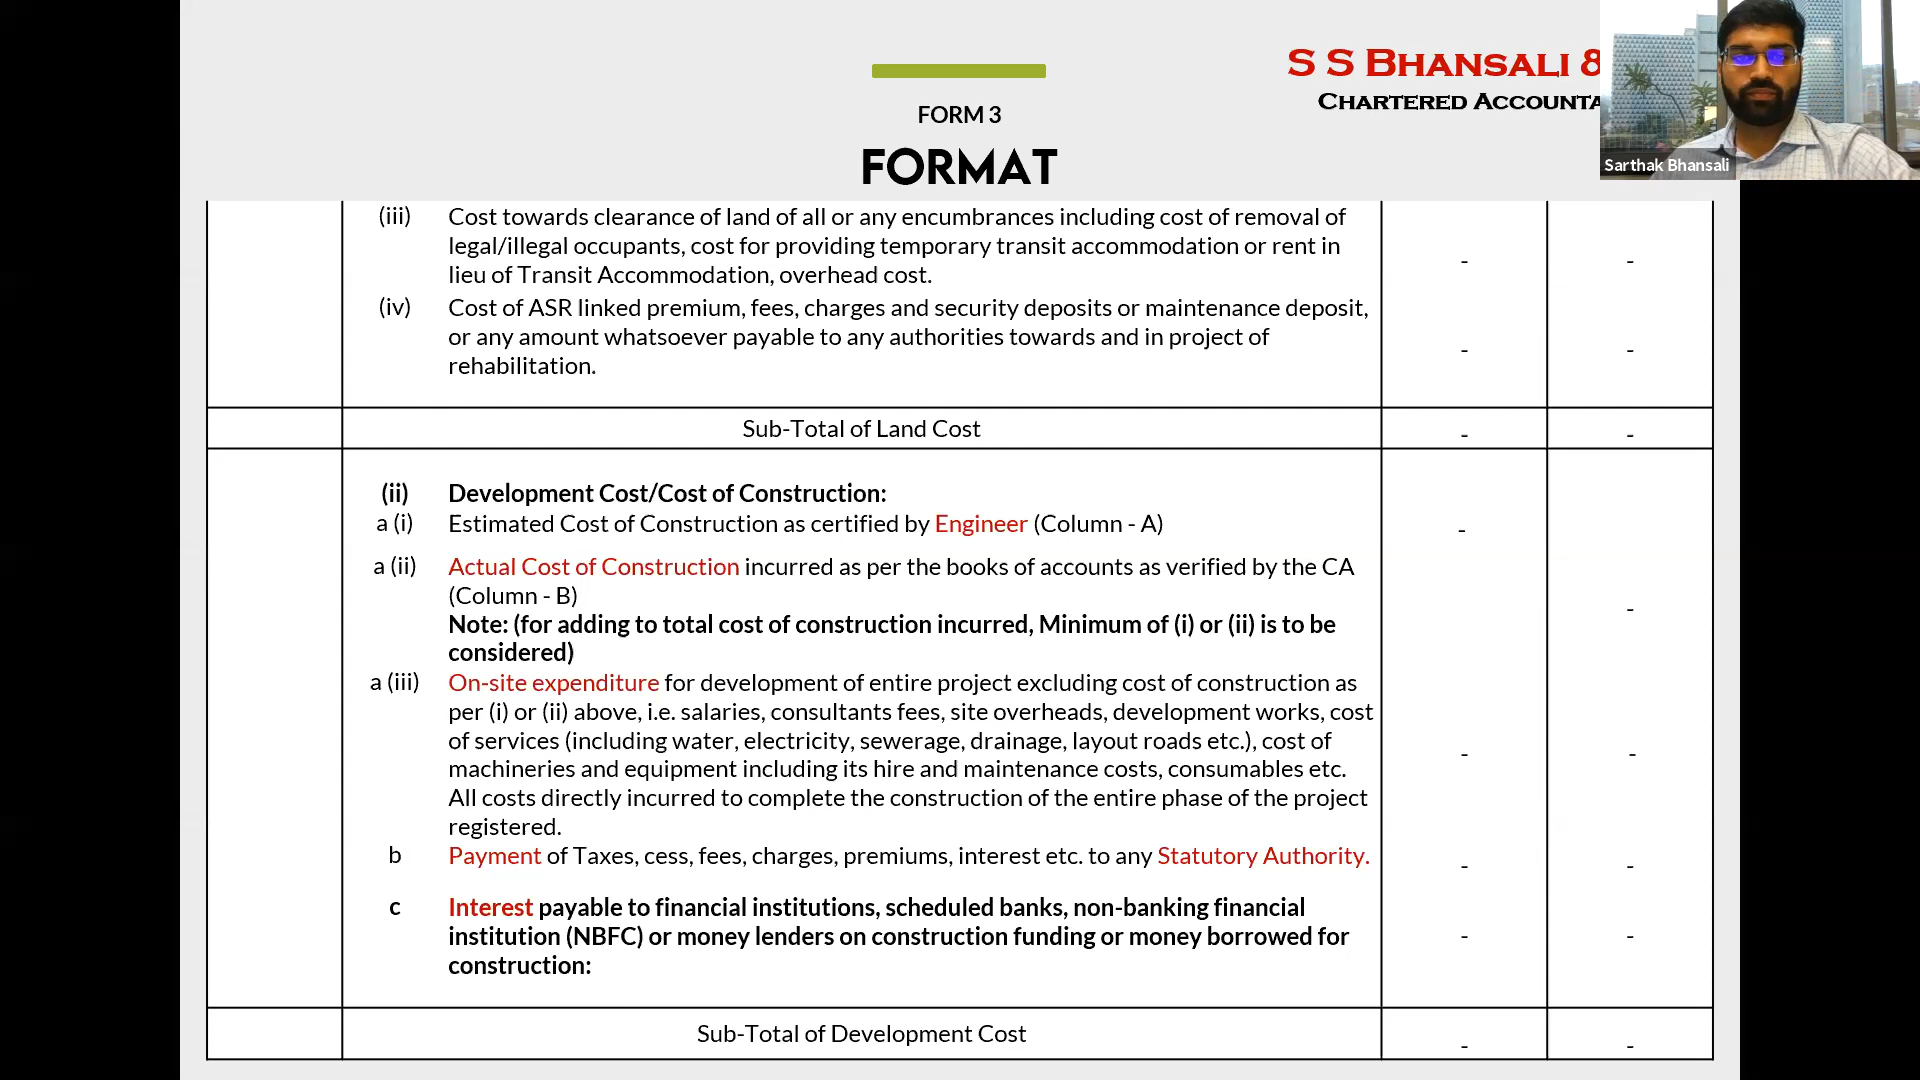 S S BHANSALI &
CHARTERED ACCOUNTA
Sarthak Bhansali
FORM 3
FORMAT
(iii) Cost towards clearance of land of all or any encumbrances including cost of removal of
legal/illegal occupants, cost for providing temporary transit accommodation or rent in
lieu of Transit Accommodation, overhead cost.
- -
(iv) Cost of ASR linked premium, fees, charges and security deposits or maintenance deposit,
or any amount whatsoever payable to any authorities towards and in project of
rehabilitation.
- -
Sub-Total of Land Cost - -
(ii) Development Cost/Cost of Construction:
a (i) Estimated Cost of Construction as certified by Engineer (Column - A) -
a (ii) Actual Cost of Construction incurred as per the books of accounts as verified by the CA
(Column - B) -
Note: (for adding to total cost of construction incurred, Minimum of (i) or (ii) is to be
considered)
a (iii) On-site expenditure for development of entire project excluding cost of construction as
per (i) or (ii) above, i.e. salaries, consultants fees, site overheads, development works, cost
of services (including water, electricity, sewerage, drainage, layout roads etc.), cost of - -
machineries and equipment including its hire and maintenance costs, consumables etc.
All costs directly incurred to complete the construction of the entire phase of the project
registered.
b Payment of Taxes, cess, fees, charges, premiums, interest etc. to any Statutory Authority. - -
c Interest payable to financial institutions, scheduled banks, non-banking financial
institution (NBFC) or money lenders on construction funding or money borrowed for - -
construction:
Sub-Total of Development Cost - -